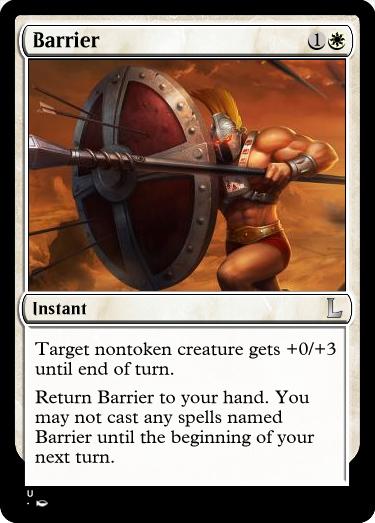 Barrier 1
Instant L
Target nontoken creature gets +0/+3
until end of turn.
Return Barrier to your hand. You
may not cast any spells named
Barrier until the beginning of your
next turn.
U